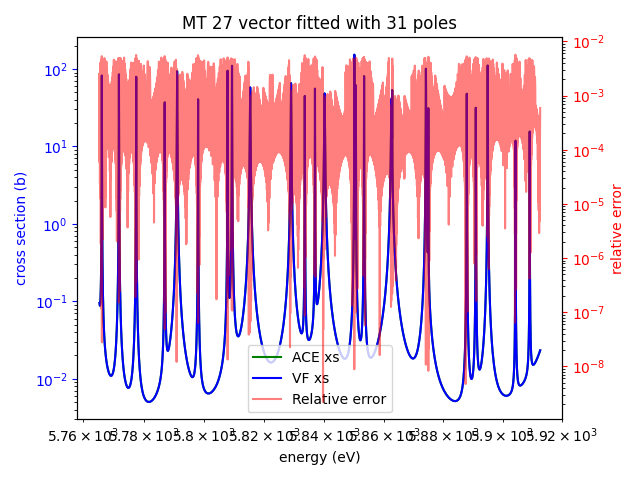 MT 27 vector fitted with 31 poles
10²
10¹
10⁰
10⁻¹
10⁻²
cross section (b)
10⁻²
10⁻³
10⁻⁴
10⁻⁵
10⁻⁶
10⁻⁷
10⁻⁸
relative error
ACE xs
VF xs
Relative error
5.76 × 10³ 5.78 × 10³ 5.8 × 10³ 5.82 × 10³ 5.84 × 10³ 5.86 × 10³ 5.88 × 10³ 5.9 × 10³ 5.92 × 10³
energy (eV)